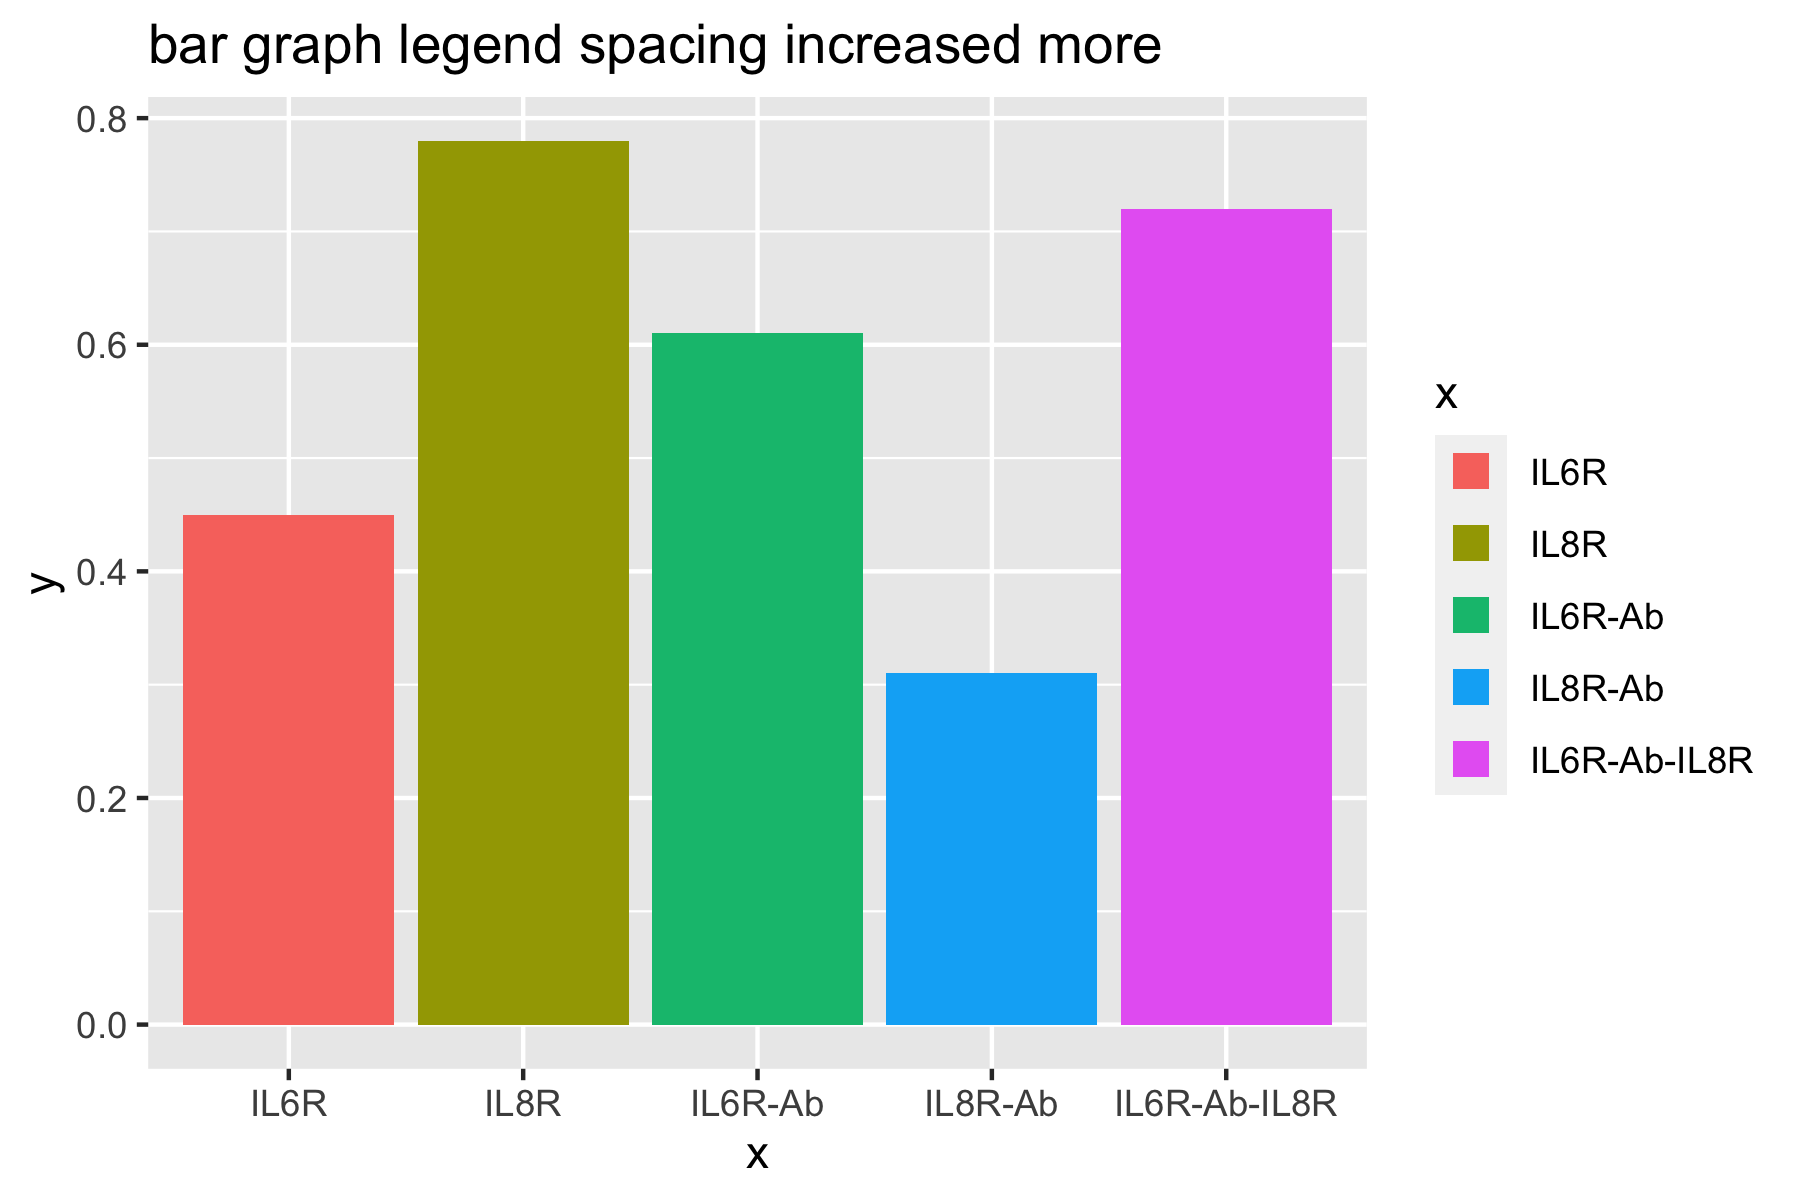 bar graph legend spacing increased more
0.8
0.6
0.4
0.2
0.0
y
IL6R
IL8R
IL6R-Ab
IL8R-Ab
IL6R-Ab-IL8R
x
x
IL6R
IL8R
IL6R-Ab
IL8R-Ab
IL6R-Ab-IL8R